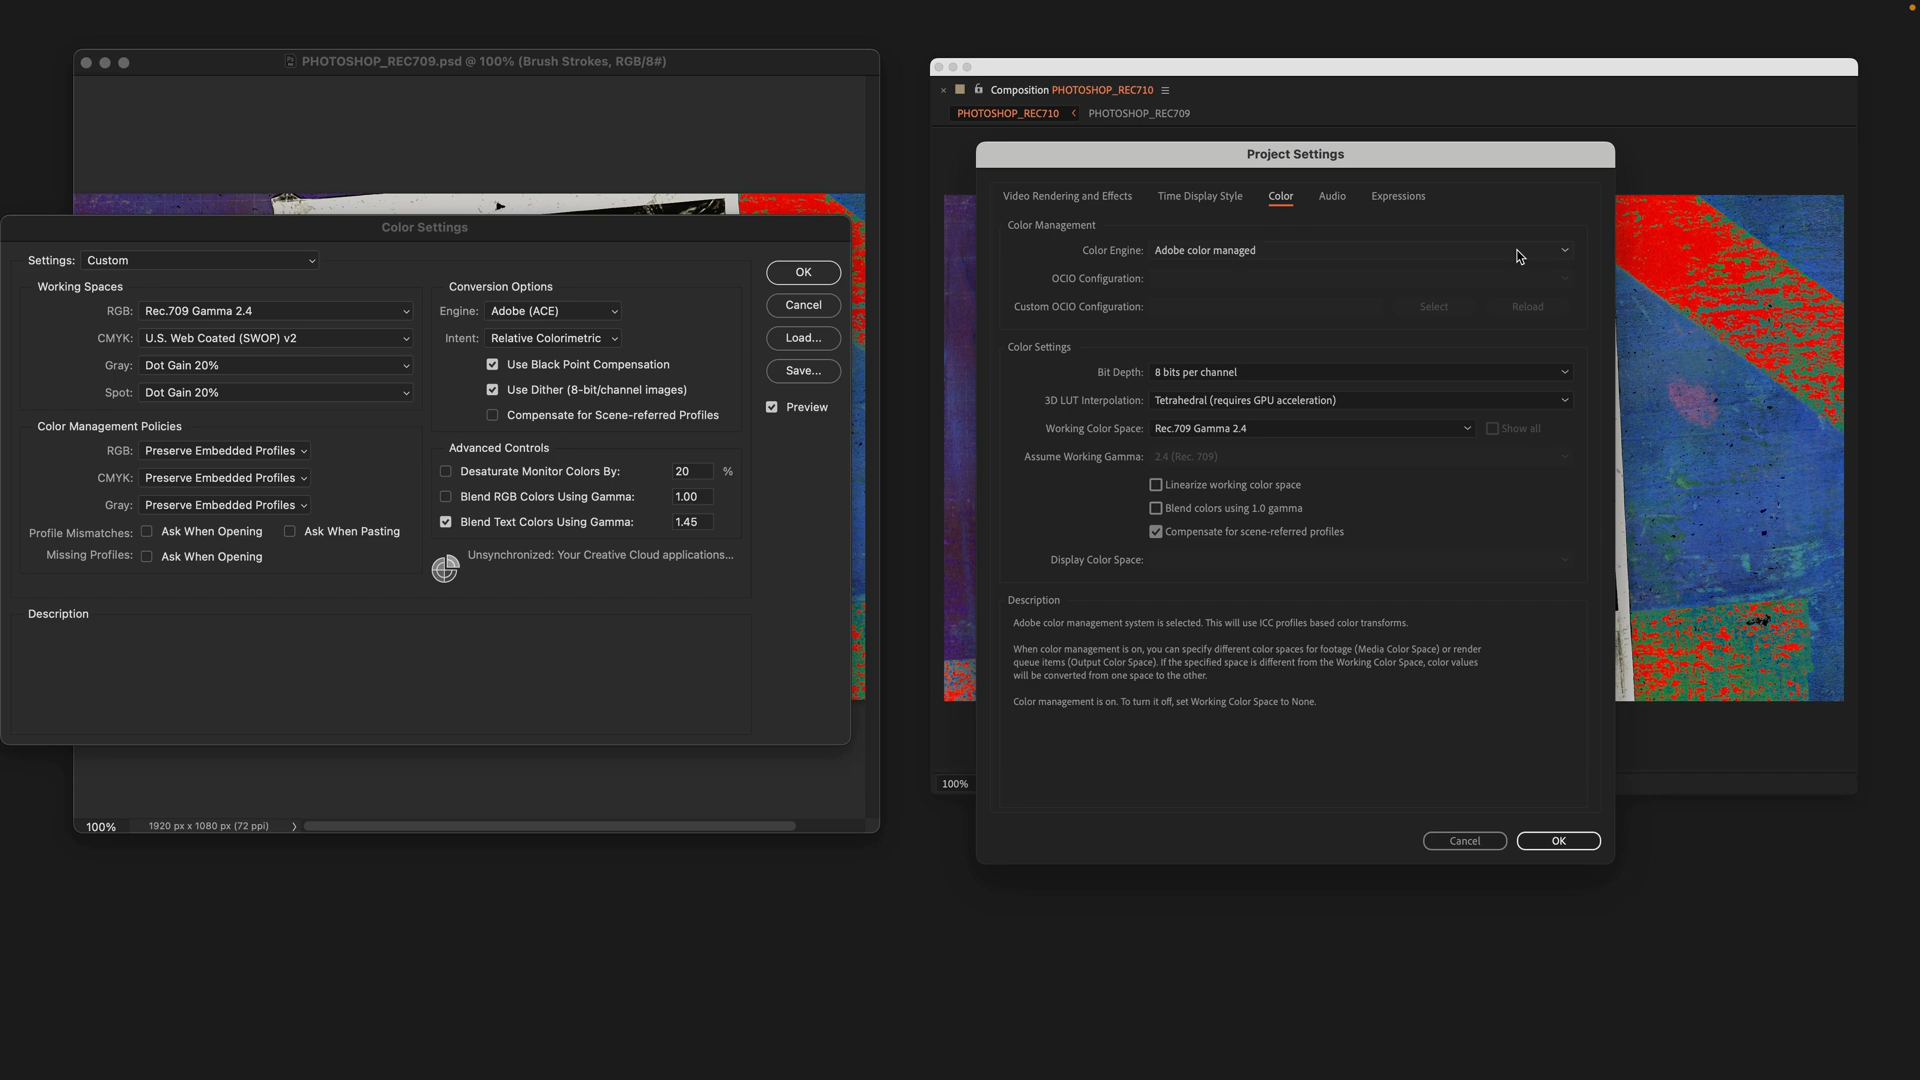 PHOTOSHOP_REC709.psd @ 100% (Brush Strokes, RGB/8#)
Color Settings
Settings: Custom
Working Spaces
RGB: Rec.709 Gamma 2.4
CMYK: U.S. Web Coated (SWOP) v2
Gray: Dot Gain 20%
Spot: Dot Gain 20%
Color Management Policies
RGB: Preserve Embedded Profiles
CMYK: Preserve Embedded Profiles
Gray: Preserve Embedded Profiles
Profile Mismatches: Ask When Opening Ask When Pasting
Missing Profiles: Ask When Opening
Conversion Options
Engine: Adobe (ACE)
Intent: Relative Colorimetric
Use Black Point Compensation
Use Dither (8-bit/channel images)
Compensate for Scene-referred Profiles
Advanced Controls
Desaturate Monitor Colors By: 20 %
Blend RGB Colors Using Gamma: 1.00
Blend Text Colors Using Gamma: 1.45
Unsynchronized: Your Creative Cloud applications...
OK
Cancel
Load...
Save...
Preview
Description
100% 1920 px x 1080 px (72 ppi)
Composition PHOTOSHOP_REC710
PHOTOSHOP_REC710 PHOTOSHOP_REC709
Project Settings
Video Rendering and Effects Time Display Style Color Audio Expressions
Color Management
Color Engine: Adobe color managed
OCIO Configuration:
Custom OCIO Configuration: Select Reload
Color Settings
Bit Depth: 8 bits per channel
3D LUT Interpolation: Tetrahedral (requires GPU acceleration)
Working Color Space: Rec.709 Gamma 2.4 Show all
Assume Working Gamma: 2.4 (Rec. 709)
Linearize working color space
Blend colors using 1.0 gamma
Compensate for scene-referred profiles
Display Color Space:
Description
Adobe color management system is selected. This will use ICC profiles based color transforms.
When color management is on, you can specify different color spaces for footage (Media Color Space) or render
queue items (Output Color Space). If the specified space is different from the Working Color Space, color values
will be converted from one space to the other.
Color management is on. To turn it off, set Working Color Space to None.
100%
Cancel OK